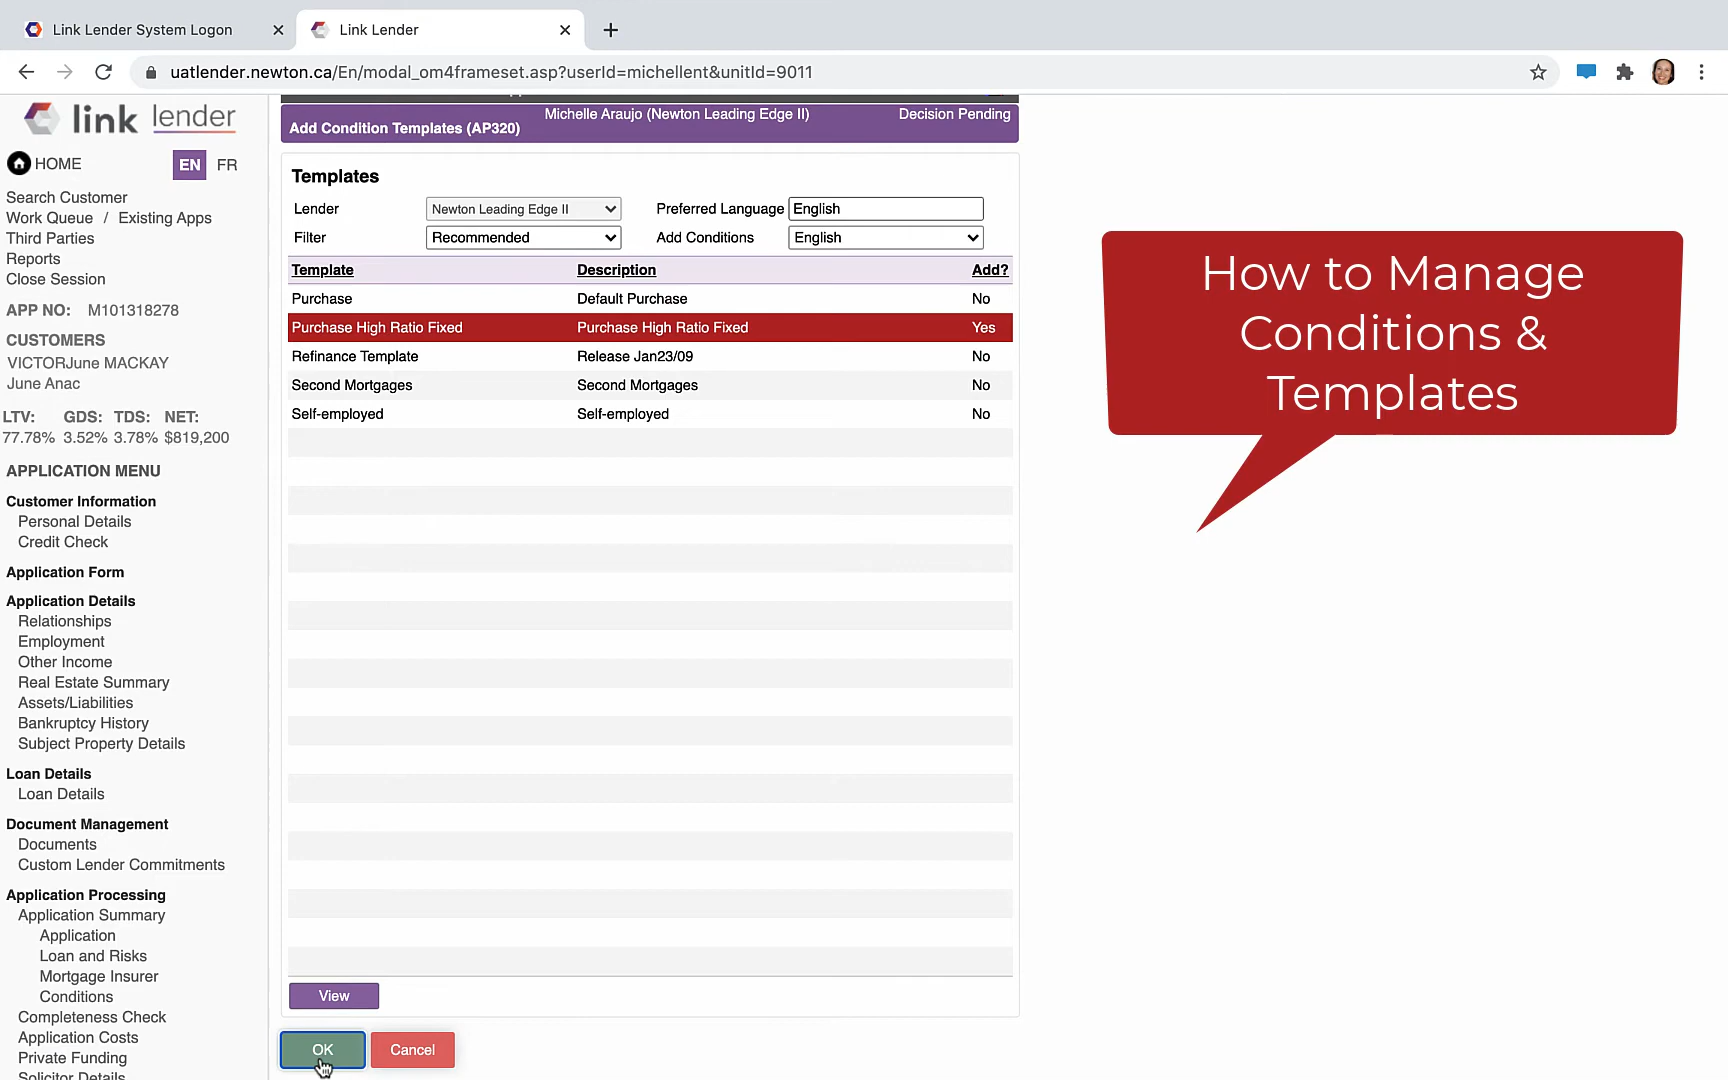 Link Lender System Logon
Link Lender
uatlender.newton.ca/En/modal_om4frameset.asp?userId=michellent&unitId=9011
link lender
HOME EN FR
Search Customer
Work Queue / Existing Apps
Third Parties
Reports
Close Session
APP NO: M101318278
CUSTOMERS
VICTORJune MACKAY
June Anac
LTV: GDS: TDS: NET:
77.78% 3.52% 3.78% $819,200
APPLICATION MENU
Customer Information
Personal Details
Credit Check
Application Form
Application Details
Relationships
Employment
Other Income
Real Estate Summary
Assets/Liabilities
Bankruptcy History
Subject Property Details
Loan Details
Loan Details
Document Management
Documents
Custom Lender Commitments
Application Processing
Application Summary
Application
Loan and Risks
Mortgage Insurer
Conditions
Completeness Check
Application Costs
Private Funding
Solicitor Details
Michelle Araujo (Newton Leading Edge II) Decision Pending
Add Condition Templates (AP320)
Templates
Lender Newton Leading Edge II Preferred Language English
Filter Recommended Add Conditions English
Template Description Add?
Purchase Default Purchase No
Purchase High Ratio Fixed Purchase High Ratio Fixed Yes
Refinance Template Release Jan23/09 No
Second Mortgages Second Mortgages No
Self-employed Self-employed No
View
OK Cancel
How to Manage
Conditions &
Templates